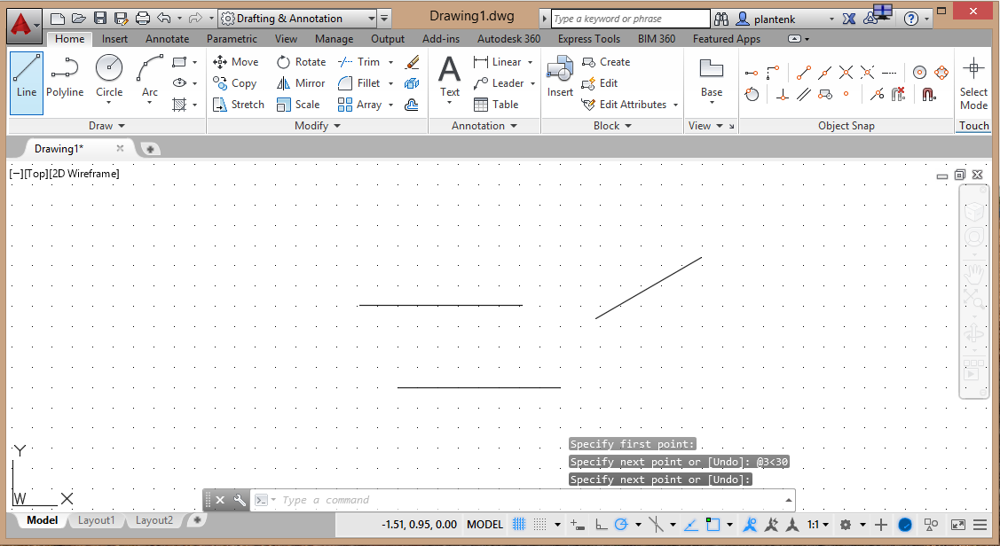 Drafting & Annotation
Drawing1.dwg
Type a keyword or phrase
plantenk
Home Insert Annotate Parametric View Manage Output Add-ins Autodesk 360 Express Tools BIM 360 Featured Apps
Line Polyline Circle Arc
Move Rotate Trim
Copy Mirror Fillet
Stretch Scale Array
Text
Linear
Leader
Table
Insert
Create
Edit
Edit Attributes
Base
Select
Mode
Draw Modify Annotation Block View Object Snap Touch
Drawing1*
[−][Top][2D Wireframe]
Specify first point:
Specify next point or [Undo]: @3<30
Specify next point or [Undo]:
Y
W X
Type a command
Model Layout1 Layout2
-1.51, 0.95, 0.00 MODEL 1:1